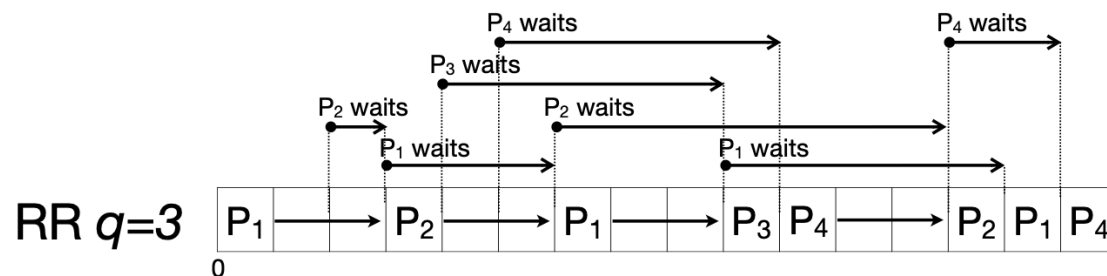 P₄ waits P₄ waits
P₃ waits
P₂ waits P₂ waits
P₁ waits P₁ waits
RR q=3 P₁ P₂ P₁ P₃ P₄ P₂ P₁ P₄
0